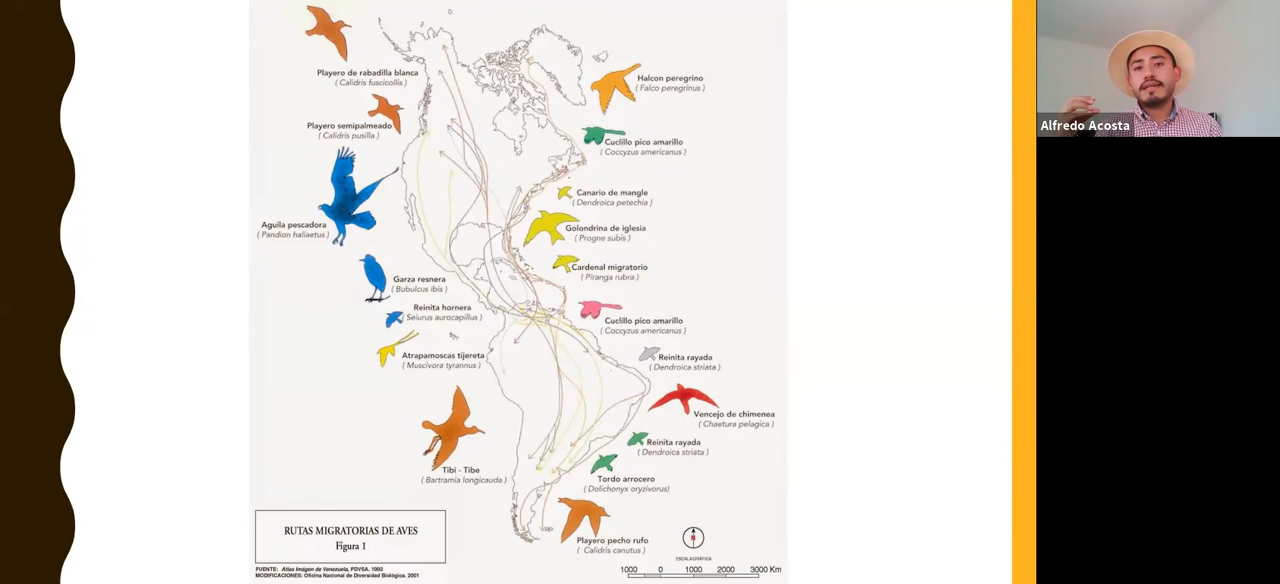 Playero de rabadilla blanca
( Calidris fuscicollis )
Playero semipalmeado
( Calidris pusilla )
Aguila pescadora
( Pandion haliaetus )
Garza resnera
( Bubulcus ibis )
Reinita hornera
( Seiurus aurocapillus )
Atrapamoscas tijereta
( Muscivora tyrannus )
Tibi - Tibe
( Bartramia longicauda )
Halcon peregrino
( Falco peregrinus )
Cuclillo pico amarillo
( Coccyzus americanus )
Canario de mangle
( Dendroica petechia )
Golondrina de iglesia
( Progne subis )
Cardenal migratorio
( Piranga rubra )
Cuclillo pico amarillo
( Coccyzus americanus )
Reinita rayada
( Dendroica striata )
Vencejo de chimenea
( Chaetura pelagica )
Reinita rayada
( Dendroica striata )
Tordo arrocero
( Dolichonyx oryzivorus)
Playero pecho rufo
( Calidris canutus )
RUTAS MIGRATORIAS DE AVES
Figura 1
FUENTE: Atlas Imágen de Venezuela, PDVSA. 1992
MODIFICACIONES: Oficina Nacional de Diversidad Biológica. 2001
N
ESCALA GRÁFICA
1000 0 1000 2000 3000 Km
Alfredo Acosta